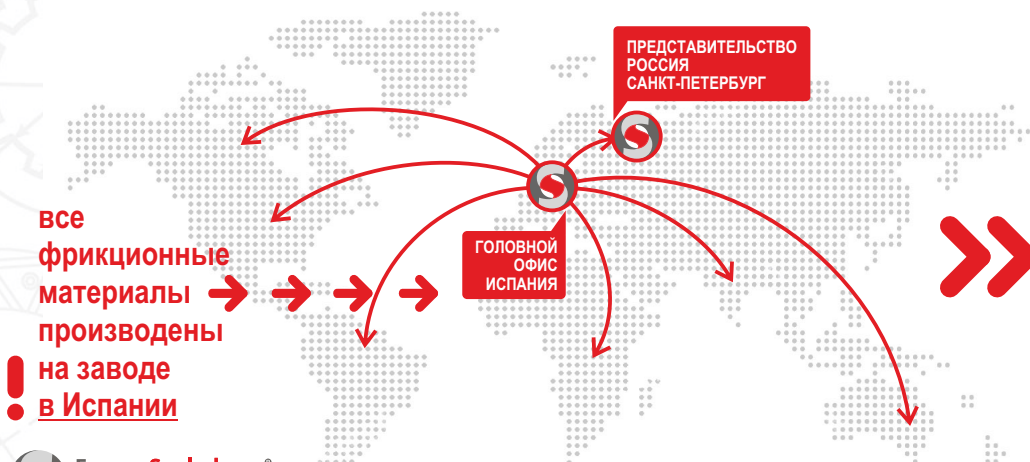 ПРЕДСТАВИТЕЛЬСТВО
РОССИЯ
САНКТ-ПЕТЕРБУРГ
ГОЛОВНОЙ
ОФИС
ИСПАНИЯ
все
фрикционные
материалы
производены
на заводе
в Испании